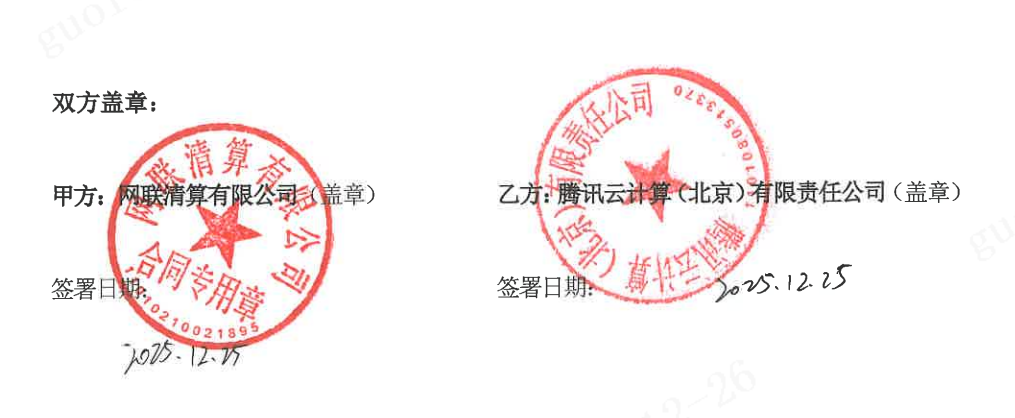 双方盖章：
甲方：网联清算有限公司（盖章）
乙方：腾讯云计算（北京）有限责任公司（盖章）
签署日期：
2025.12.25
签署日期：
2025.12.25
网联清算有限公司
合同专用章
腾讯云计算（北京）有限责任公司